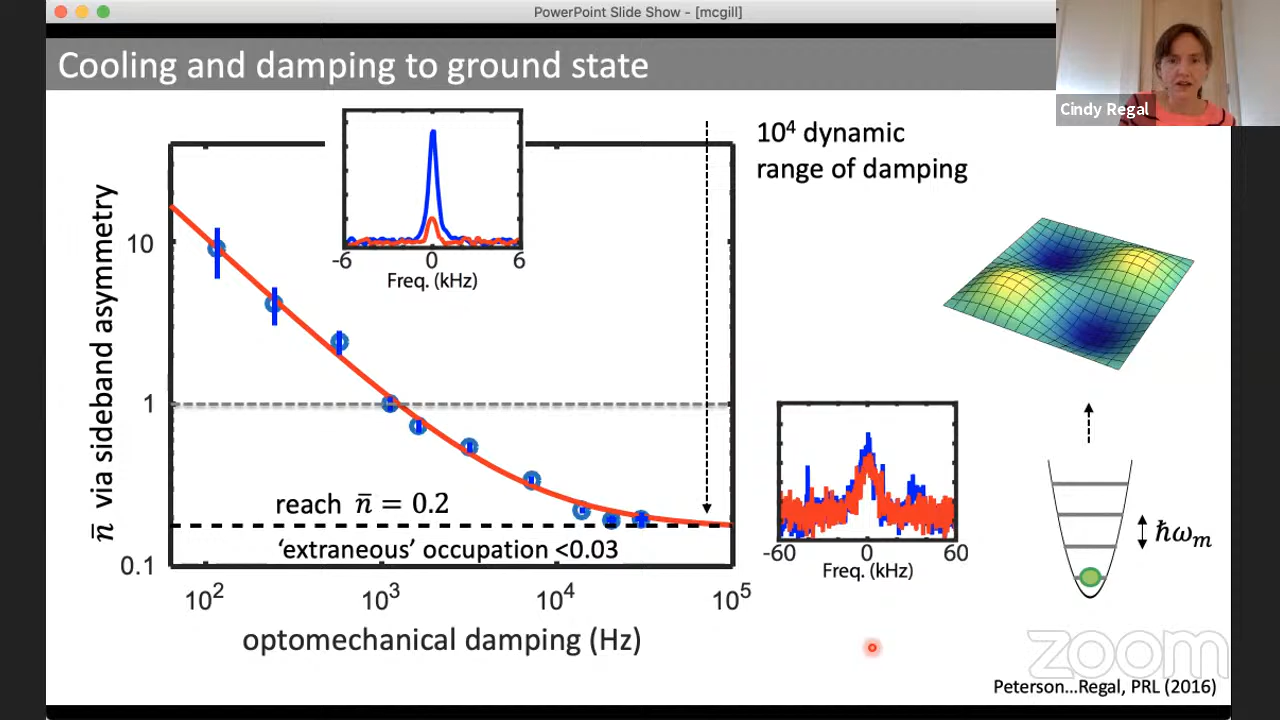 PowerPoint Slide Show - [mcgill]
Cooling and damping to ground state
Cindy Regal
10⁴ dynamic
range of damping
n̄ via sideband asymmetry
10
1
0.1
-6 0 6
Freq. (kHz)
reach n̄ = 0.2
'extraneous' occupation <0.03
10² 10³ 10⁴ 10⁵
optomechanical damping (Hz)
-60 0 60
Freq. (kHz)
ℏωₘ
zoom
Peterson...Regal, PRL (2016)